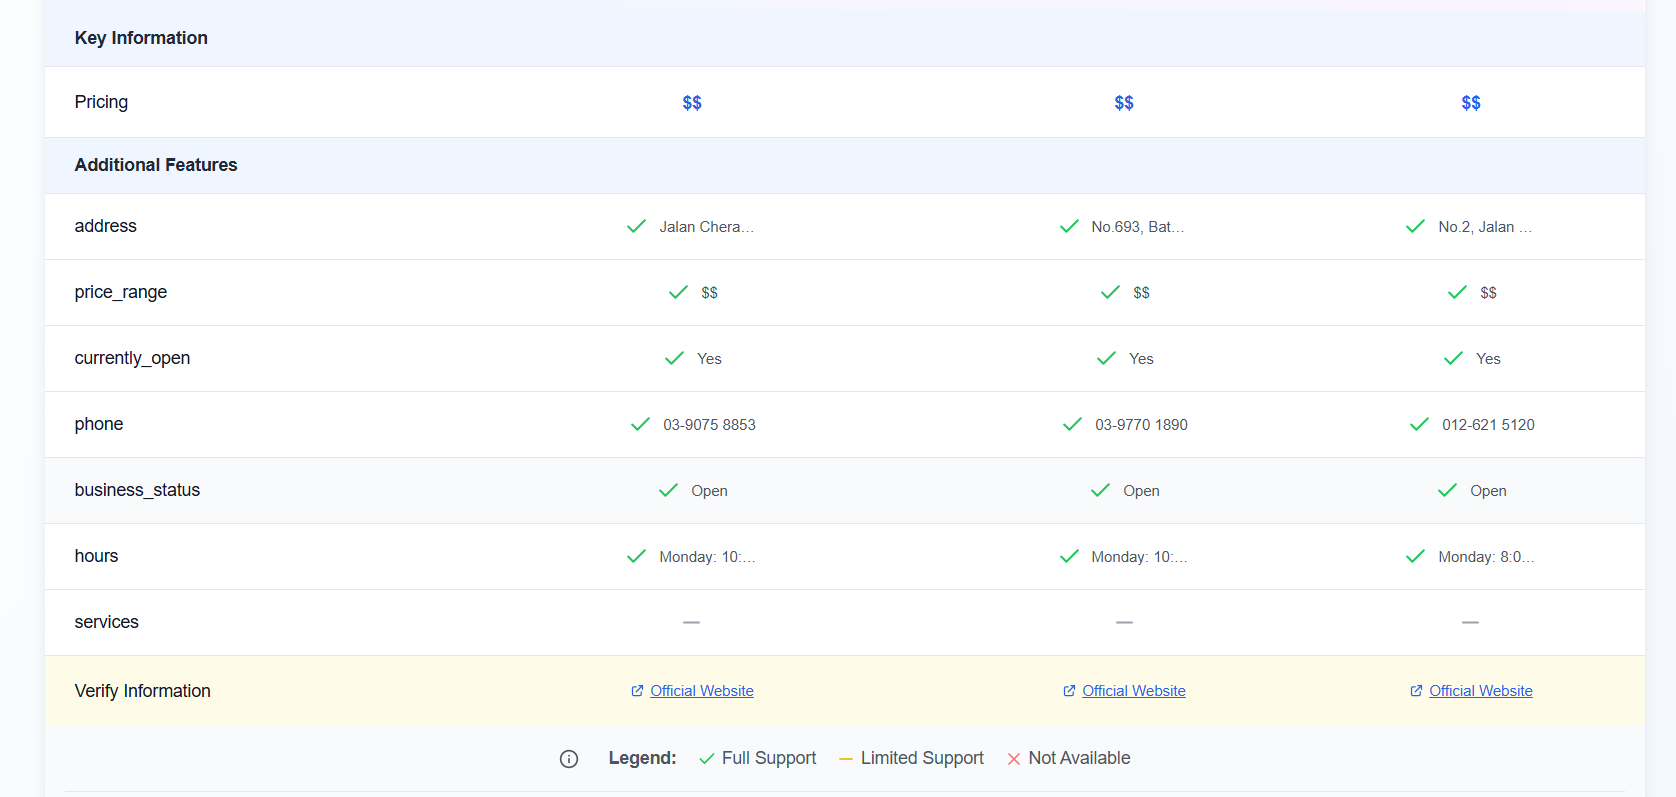 Key Information
Pricing $$ $$ $$
Additional Features
address Jalan Chera... No.693, Bat... No.2, Jalan ...
price_range $$ $$ $$
currently_open Yes Yes Yes
phone 03-9075 8853 03-9770 1890 012-621 5120
business_status Open Open Open
hours Monday: 10:... Monday: 10:... Monday: 8:0...
services — — —
Verify Information Official Website Official Website Official Website
Legend: Full Support Limited Support Not Available